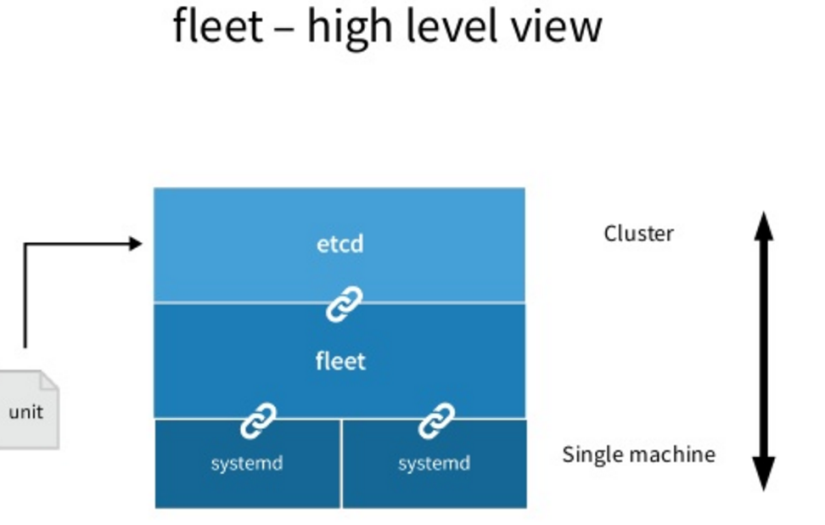 fleet – high level view
etcd
Cluster
fleet
unit
systemd
systemd
Single machine